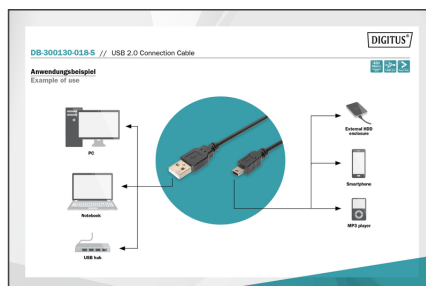 DIGITUS®
DB-300130-018-S // USB 2.0 Connection Cable
Anwendungsbeispiel
Example of use
PC
External HDD
enclosure
Notebook
Smartphone
MP3 player
USB hub